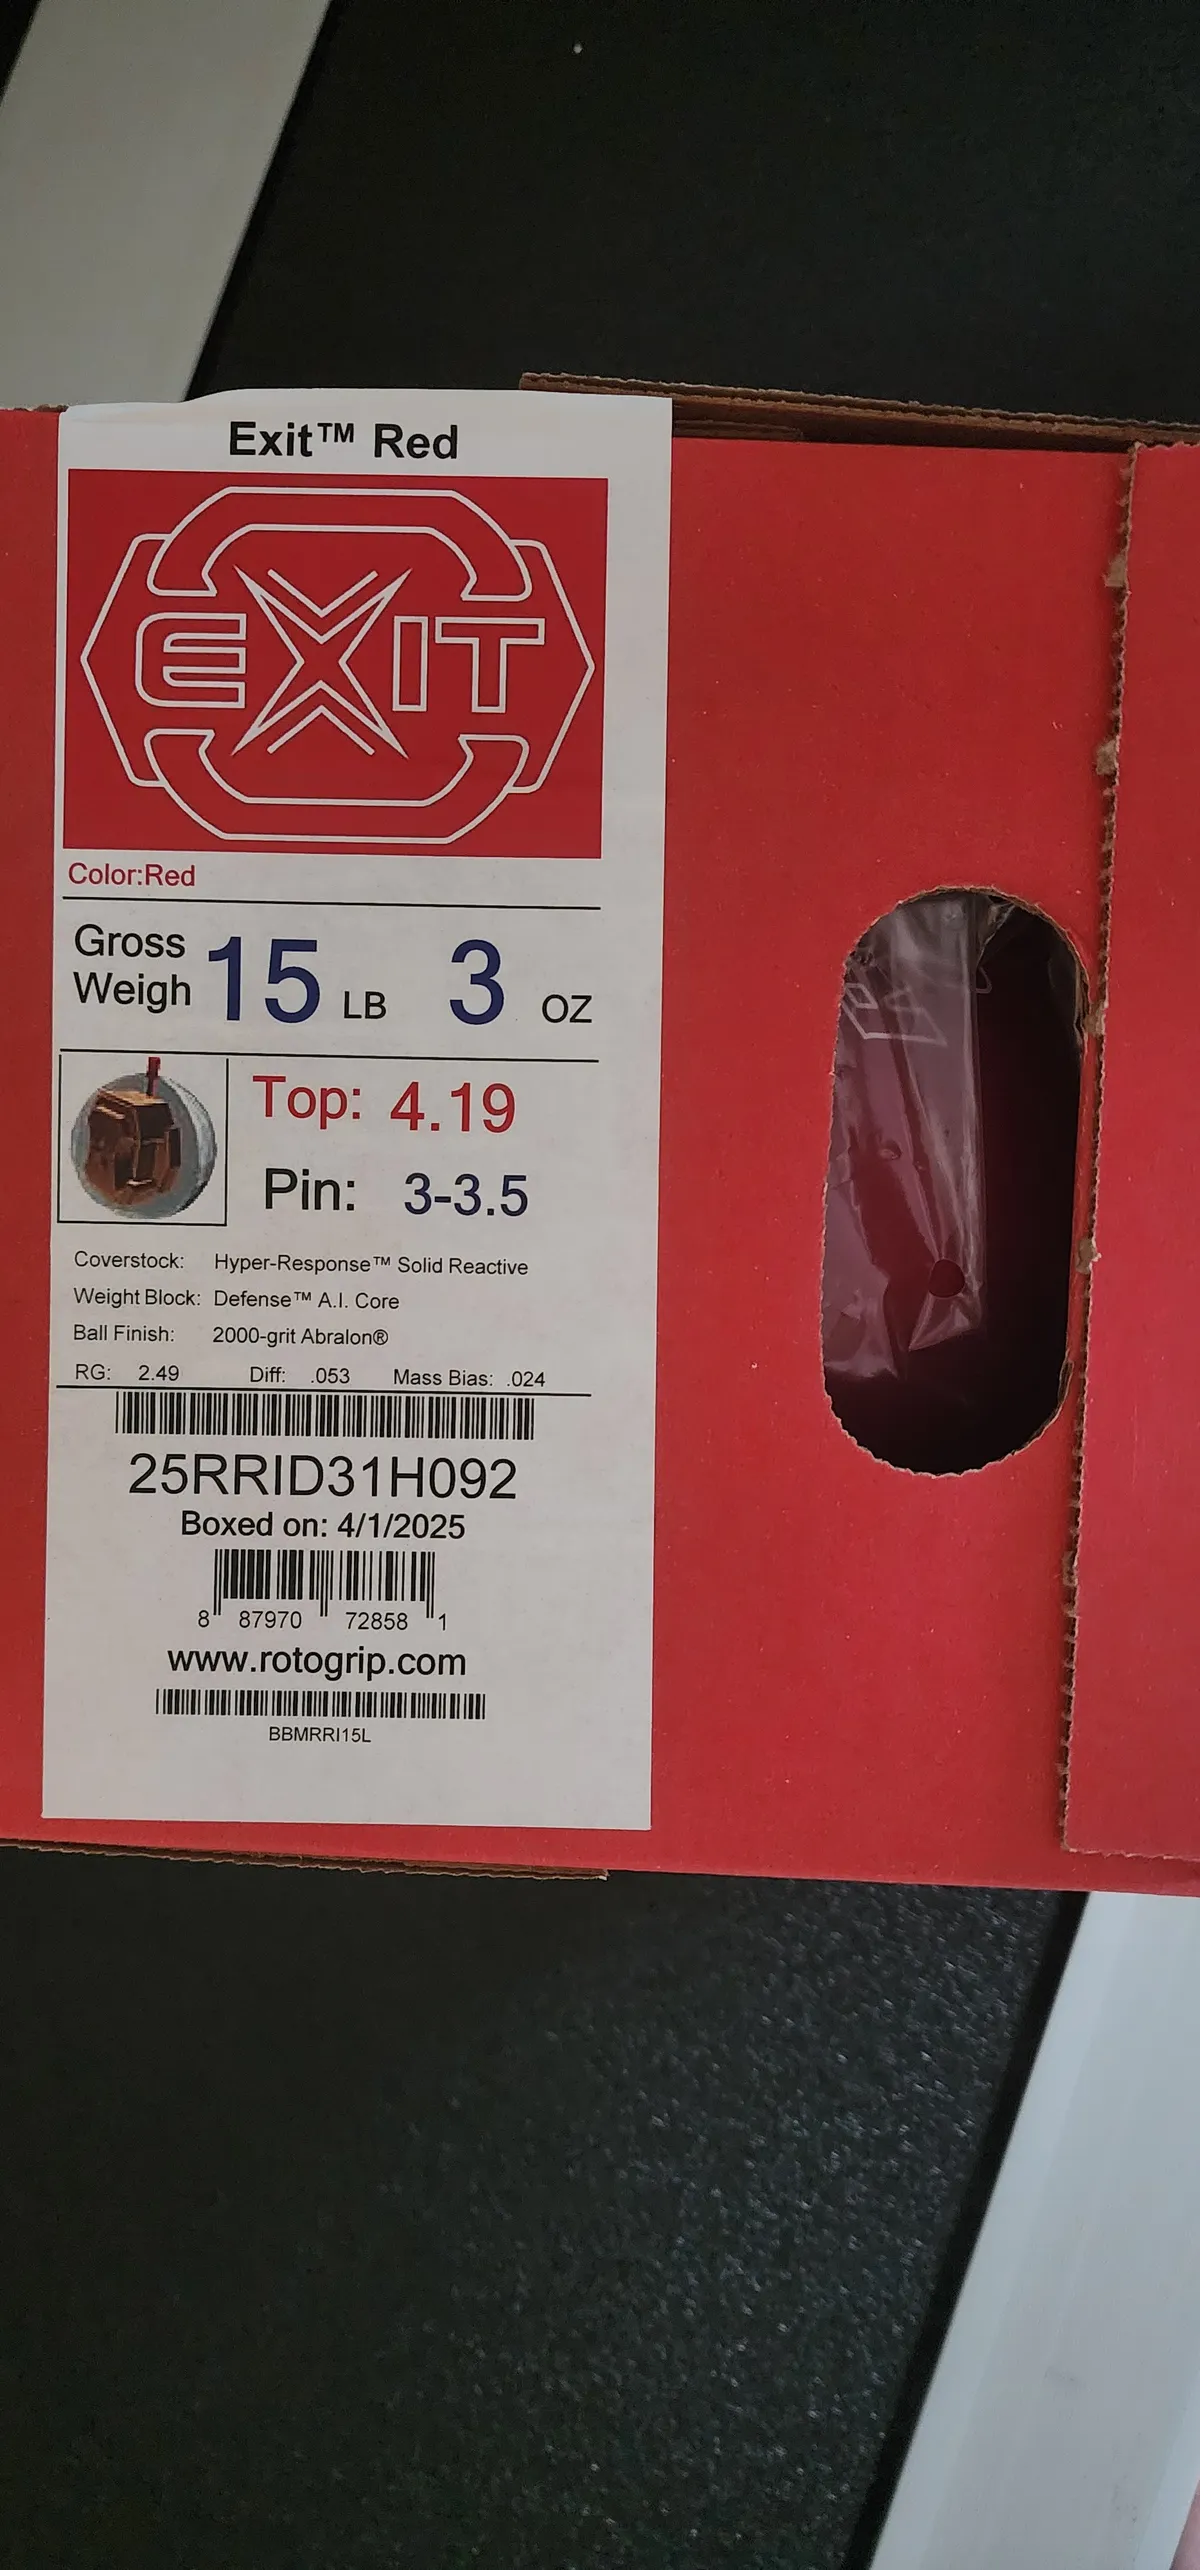 Exit™ Red
EXIT
Color:Red
Gross
Weigh 15 LB 3 OZ
Top: 4.19
Pin: 3-3.5
Coverstock: Hyper-Response™ Solid Reactive
Weight Block: Defense™ A.I. Core
Ball Finish: 2000-grit Abralon®
RG: 2.49 Diff: .053 Mass Bias: .024
25RRID31H092
Boxed on: 4/1/2025
8 87970 72858 1
www.rotogrip.com
BBMRRI15L